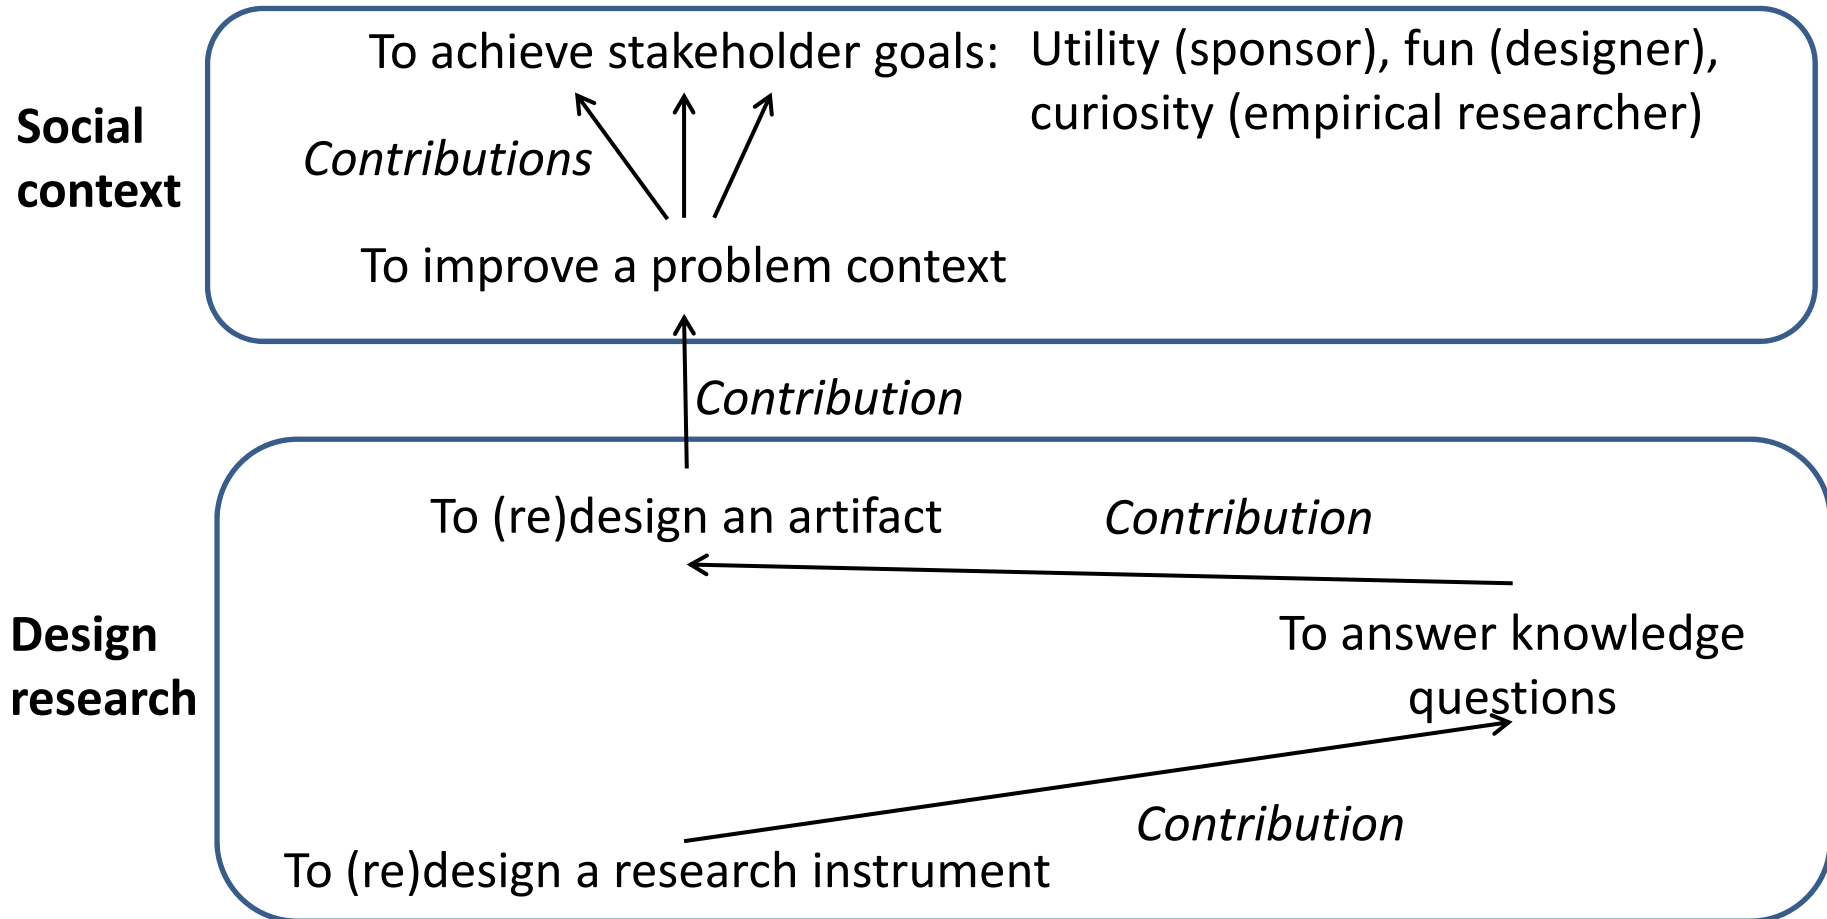 To achieve stakeholder goals:
Utility (sponsor), fun (designer),
curiosity (empirical researcher)
Social
context
Contributions
To improve a problem context
Contribution
To (re)design an artifact
Contribution
Design
research
To answer knowledge
questions
Contribution
To (re)design a research instrument